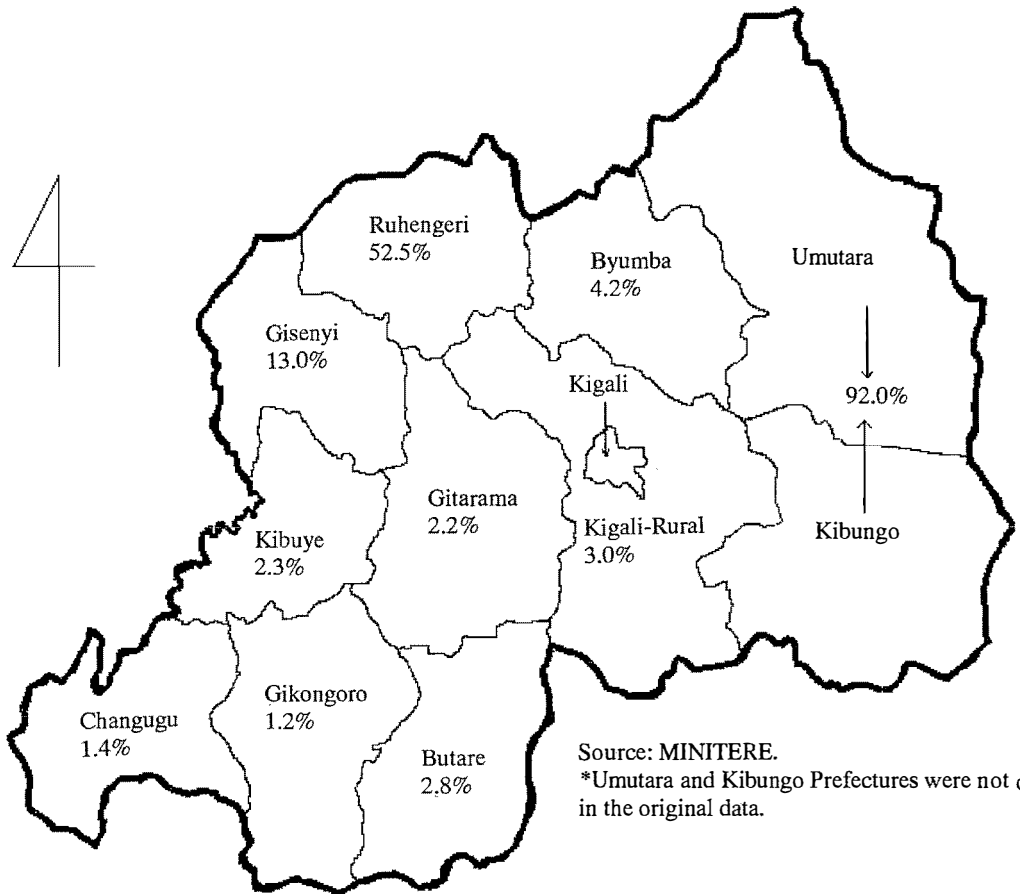 Ruhengeri
52.5%
Byumba
4.2%
Umutara
Gisenyi
13.0%
Kigali
92.0%
Gitarama
2.2%
Kigali-Rural
3.0%
Kibungo
Kibuye
2.3%
Gikongoro
1.2%
Changugu
1.4%
Butare
2.8%
Source: MINITERE.
*Umutara and Kibungo Prefectures were not
in the original data.